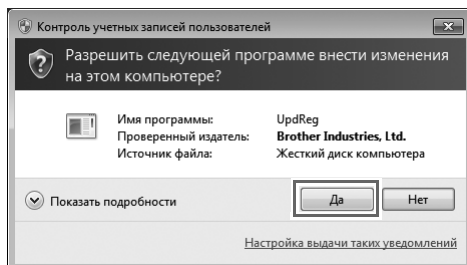 Контроль учетных записей пользователей
Разрешить следующей программе внести изменения
на этом компьютере?
Имя программы: UpdReg
Проверенный издатель: Brother Industries, Ltd.
Источник файла: Жесткий диск компьютера
Показать подробности Да Нет
Настройка выдачи таких уведомлений